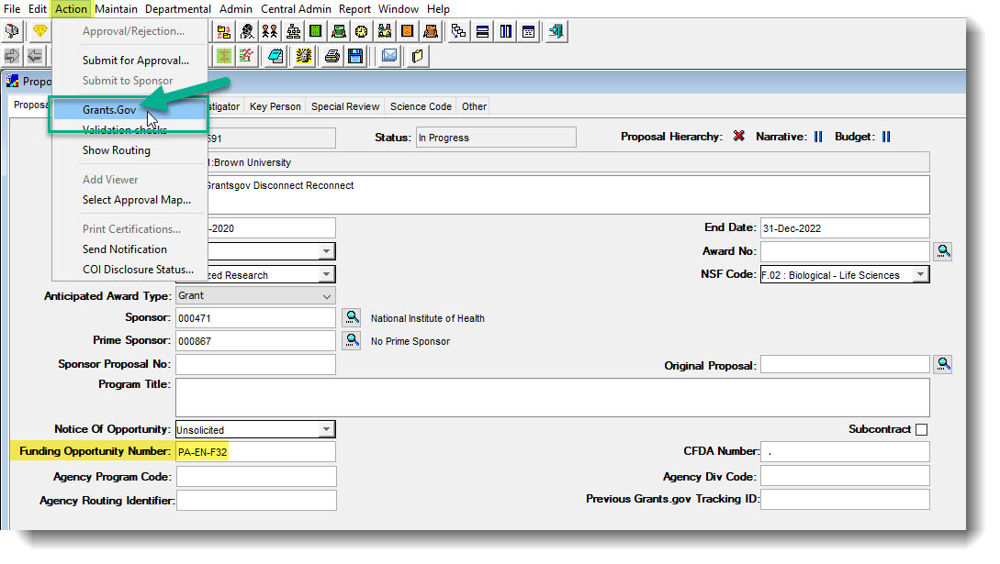 File Edit Action Maintain Departmental Admin Central Admin Report Window Help
Approval/Rejection...
Submit for Approval...
Submit to Sponsor
Grants.Gov
Validation checks
Show Routing
Add Viewer
Select Approval Map...
Print Certifications...
Send Notification
COI Disclosure Status...
Propo
Proposa stigator Key Person Special Review Science Code Other
591 Status: In Progress Proposal Hierarchy: Narrative: Budget:
1:Brown University
Grantsgov Disconnect Reconnect
-2020 End Date: 31-Dec-2022
Award No:
zed Research NSF Code: F.02 : Biological - Life Sciences
Anticipated Award Type: Grant
Sponsor: 000471 National Institute of Health
Prime Sponsor: 000867 No Prime Sponsor
Sponsor Proposal No: Original Proposal:
Program Title:
Notice Of Opportunity: Unsolicited Subcontract
Funding Opportunity Number: PA-EN-F32 CFDA Number: .
Agency Program Code: Agency Div Code:
Agency Routing Identifier: Previous Grants.gov Tracking ID: